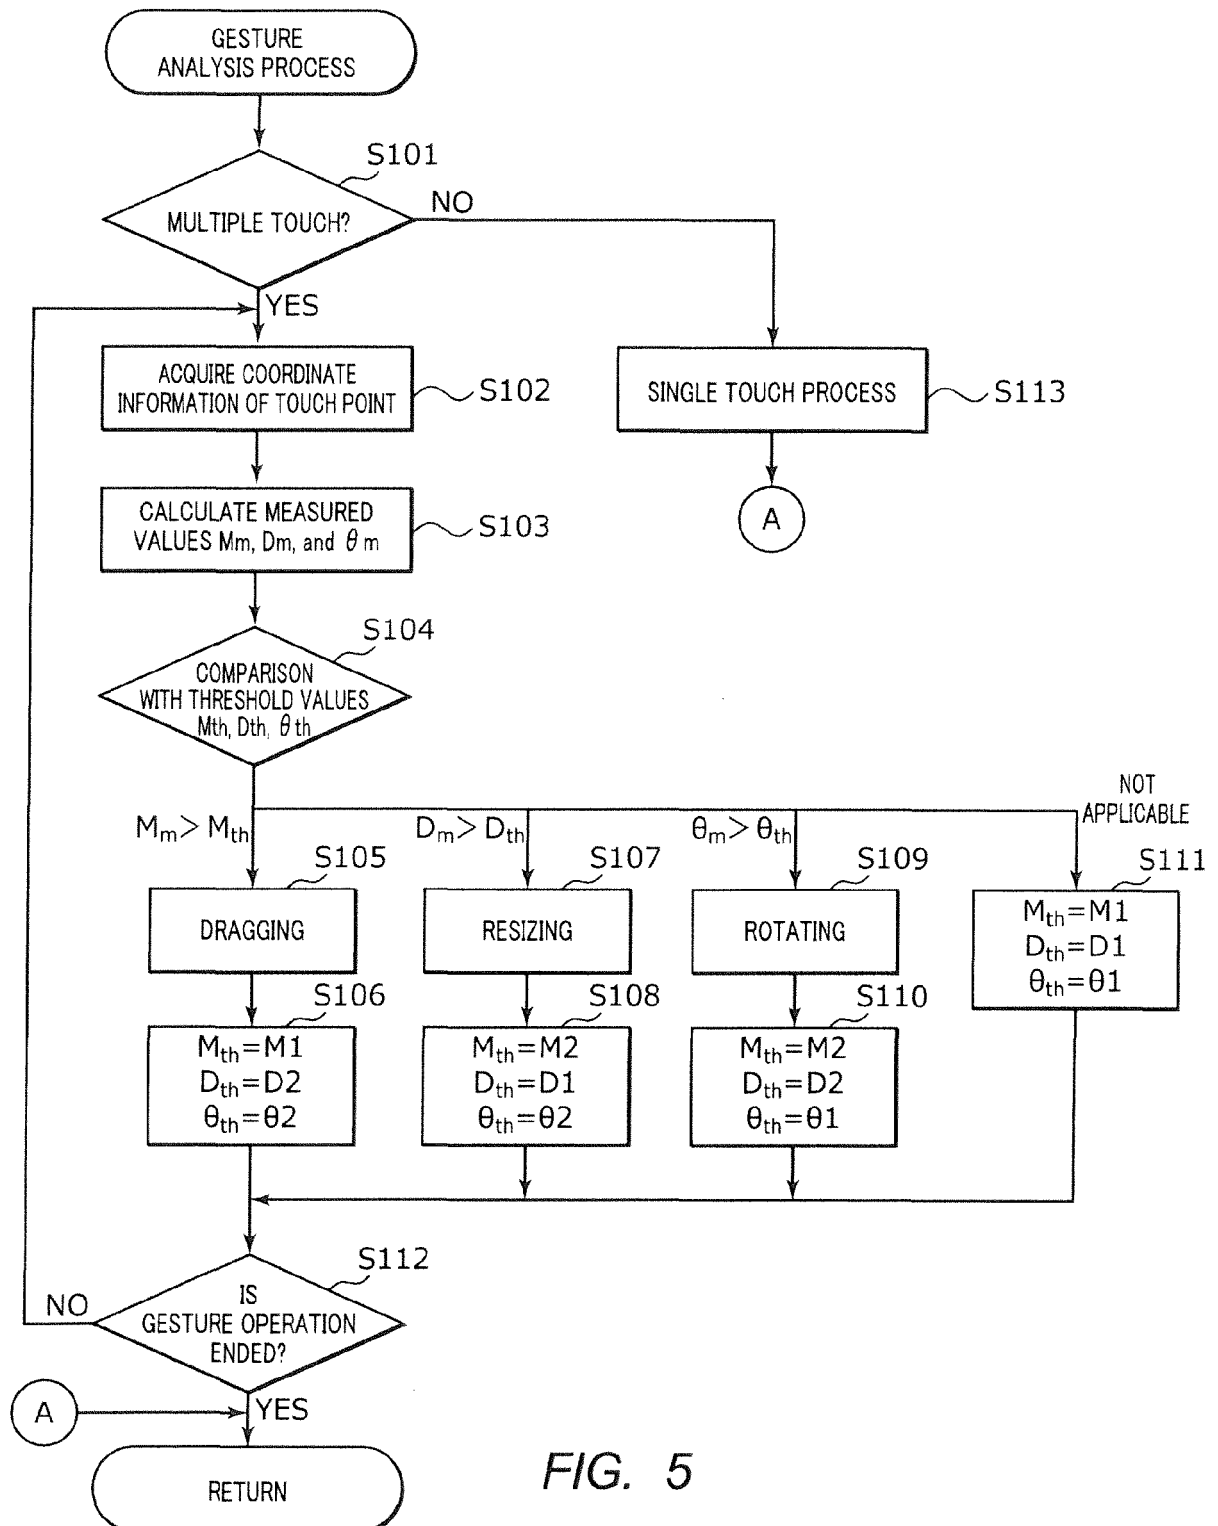 GESTURE
ANALYSIS PROCESS
S101
MULTIPLE TOUCH?
NO
YES
ACQUIRE COORDINATE
INFORMATION OF TOUCH POINT
S102
SINGLE TOUCH PROCESS
S113
CALCULATE MEASURED
VALUES Mm, Dm, and θm
S103
A
S104
COMPARISON
WITH THRESHOLD VALUES
Mth, Dth, θth
Mm > Mth
Dm > Dth
θm > θth
NOT
APPLICABLE
S105
DRAGGING
S107
RESIZING
S109
ROTATING
S111
Mth=M1
Dth=D1
θth=θ1
S106
Mth=M1
Dth=D2
θth=θ2
S108
Mth=M2
Dth=D1
θth=θ2
S110
Mth=M2
Dth=D2
θth=θ1
S112
IS
GESTURE OPERATION
ENDED?
NO
YES
A
RETURN
FIG. 5